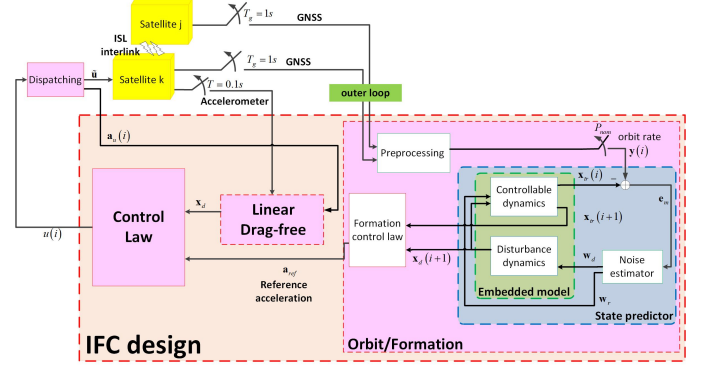 Satellite j
T_g = 1s
GNSS
ISL
interlink
T_g = 1s
GNSS
Dispatching
ũ
Satellite k
T = 0.1s
Accelerometer
outer loop
a_u(i)
P_nom
orbit rate
y(i)
Preprocessing
x_tr(i)
−
e_m
Controllable
dynamics
x_tr(i+1)
Control
Law
x_d
Linear
Drag-free
Formation
control law
u(i)
x_d(i+1)
Disturbance
dynamics
w_d
Noise
estimator
a_ref
Reference
acceleration
Embedded model
w_r
State predictor
IFC design
Orbit/Formation